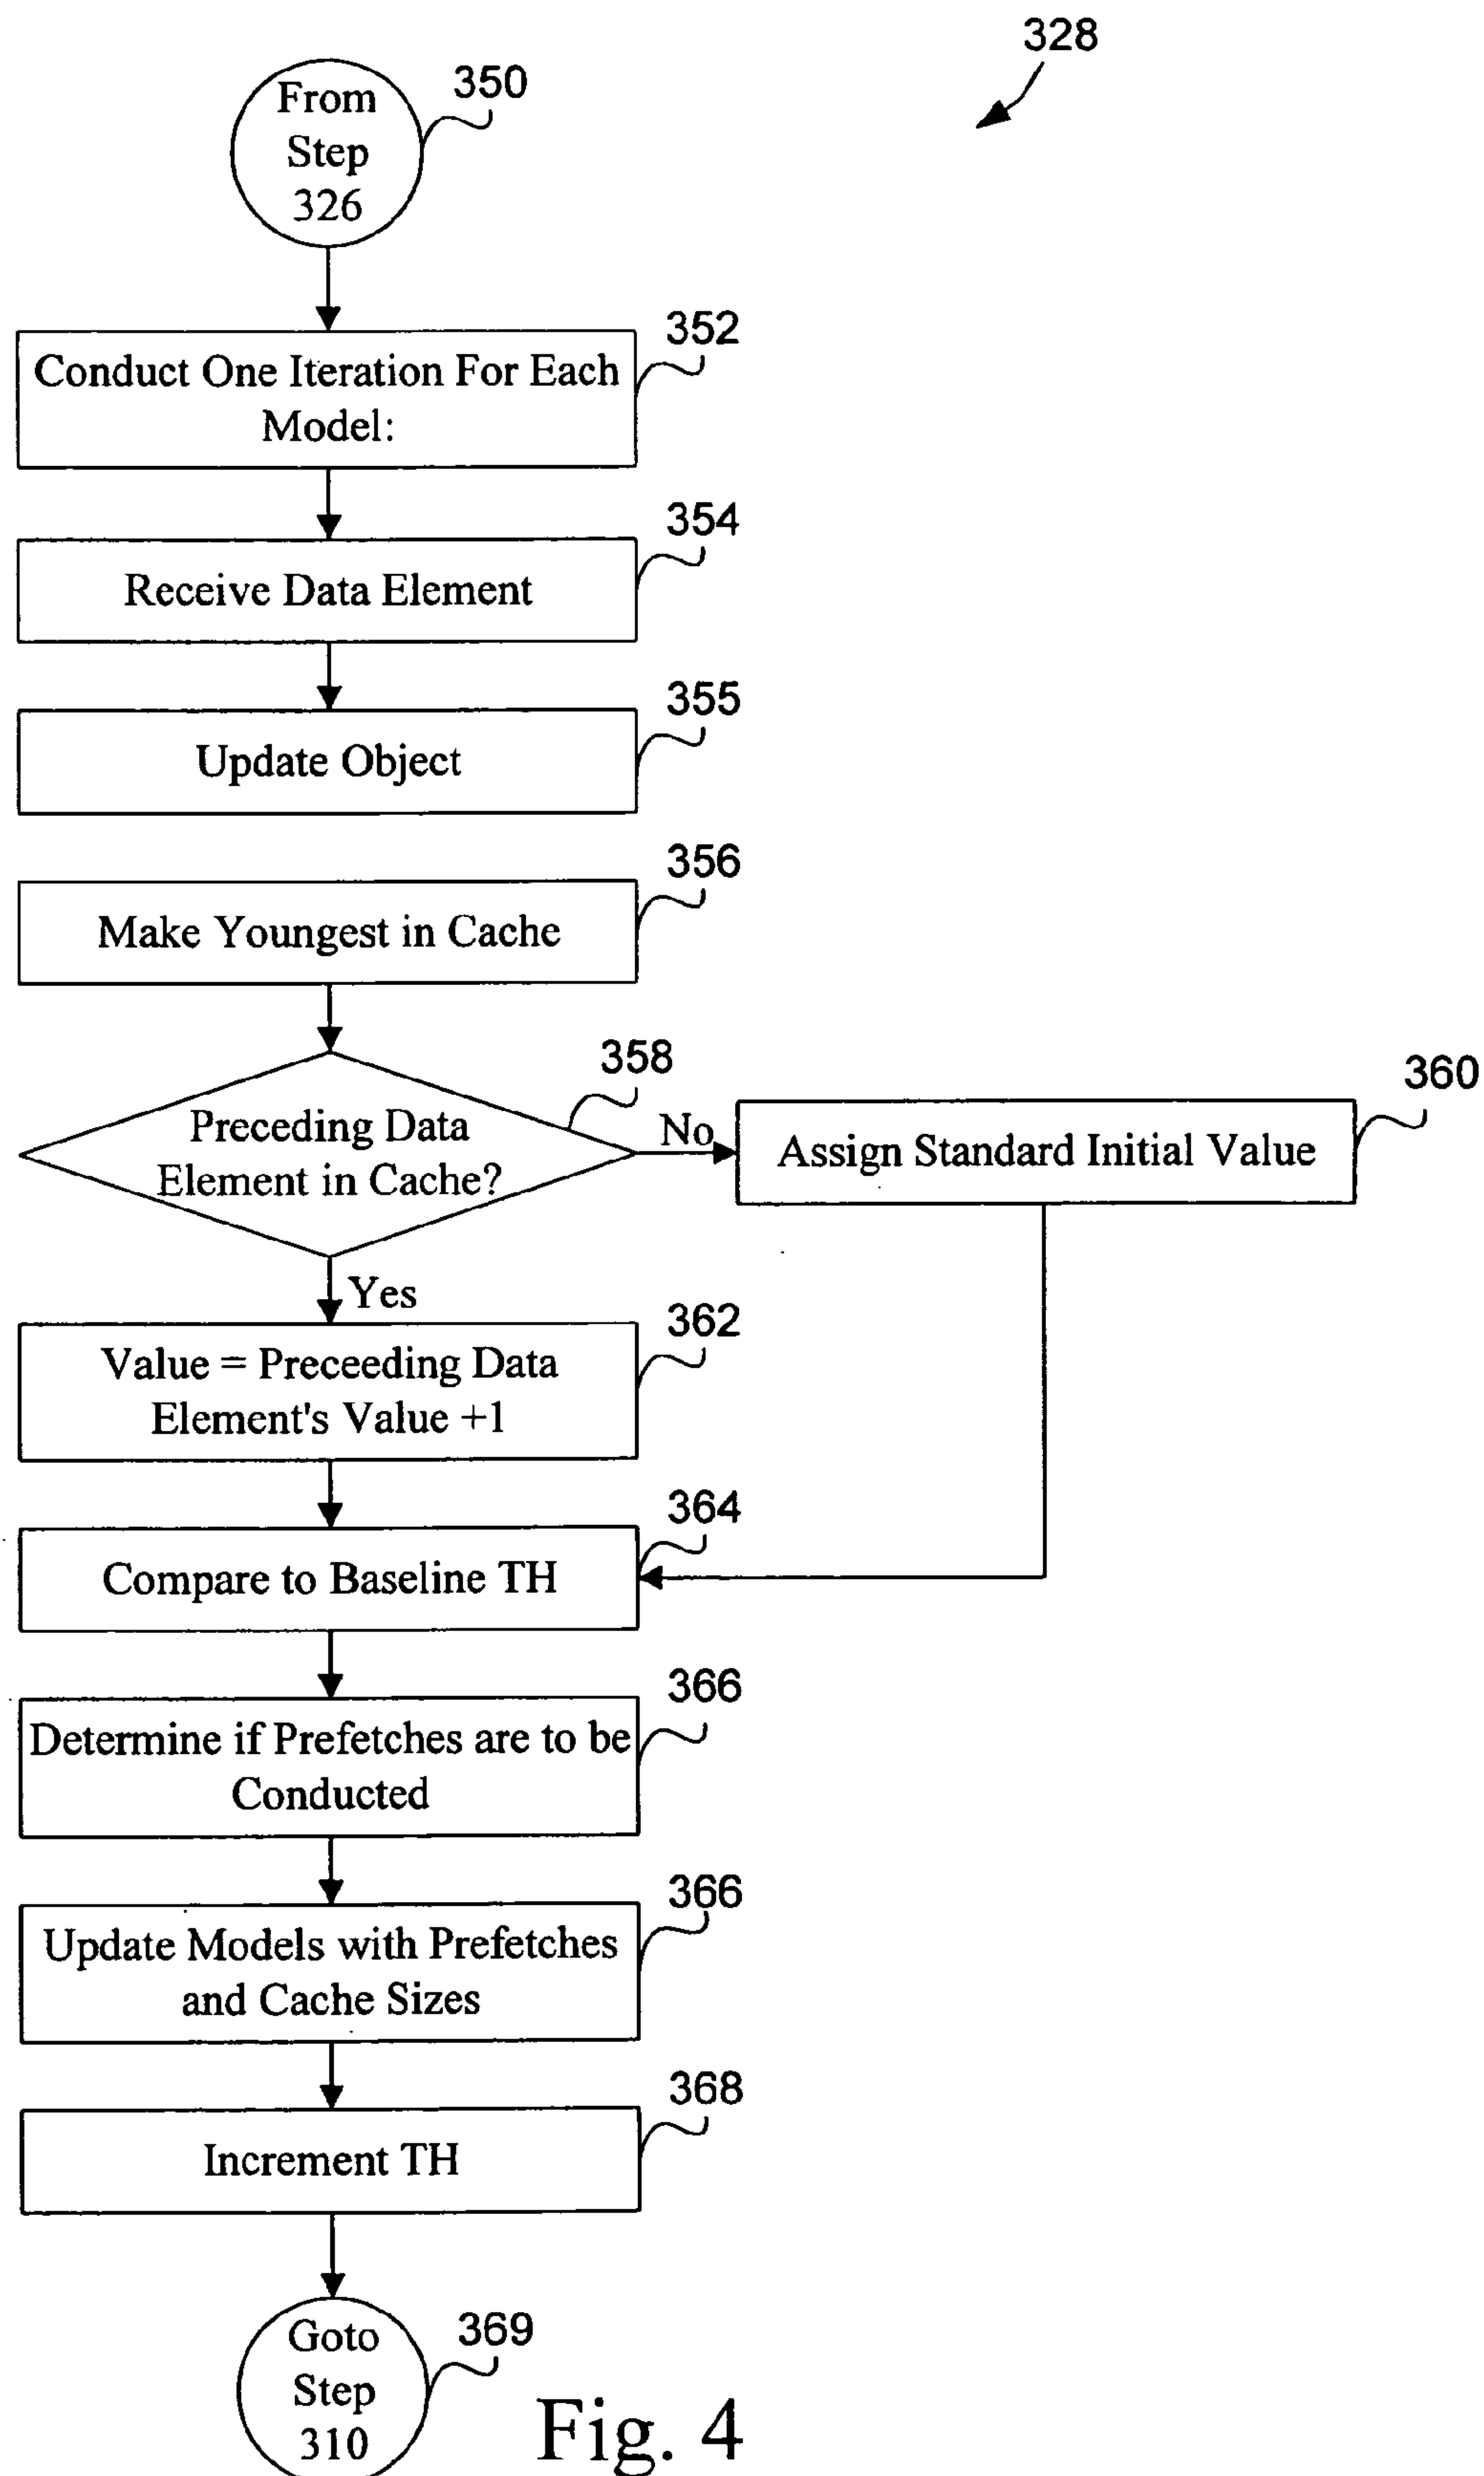 328
From
Step
326
350
352
Conduct One Iteration For Each
Model:
354
Receive Data Element
355
Update Object
356
Make Youngest in Cache
358
Preceding Data
Element in Cache?
No
360
Assign Standard Initial Value
Yes
362
Value = Preceeding Data
Element's Value +1
364
Compare to Baseline TH
366
Determine if Prefetches are to be
Conducted
366
Update Models with Prefetches
and Cache Sizes
368
Increment TH
369
Goto
Step
310
Fig. 4